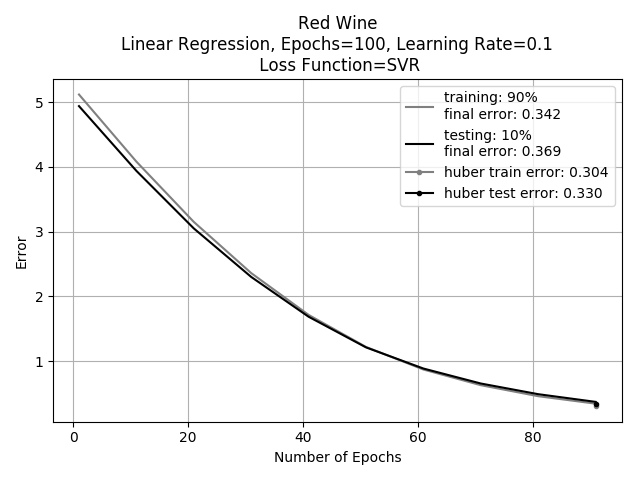 Red Wine
Linear Regression, Epochs=100, Learning Rate=0.1
Loss Function=SVR
training: 90%
final error: 0.342
testing: 10%
final error: 0.369
huber train error: 0.304
huber test error: 0.330
Error
5
4
3
2
1
0
20
40
60
80
Number of Epochs